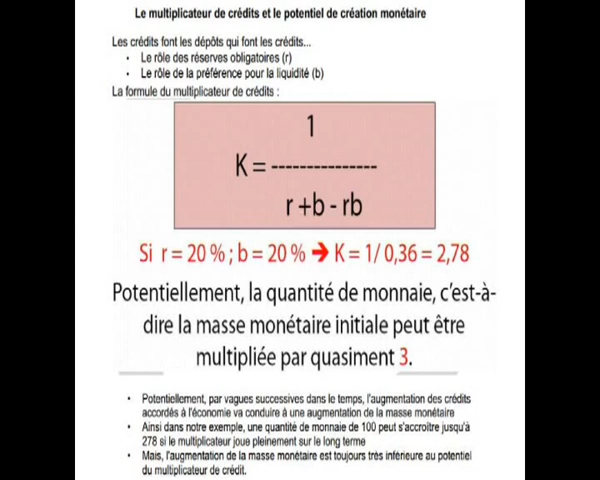 Le multiplicateur de crédits et le potentiel de création monétaire
Les crédits font les dépôts qui font les crédits...
• Le rôle des réserves obligatoires (r)
• Le rôle de la préférence pour la liquidité (b)
La formule du multiplicateur de crédits :
1
K = ---------------
r +b - rb
Si r = 20 % ; b = 20 % ➔ K = 1/ 0,36 = 2,78
Potentiellement, la quantité de monnaie, c'est-à-
dire la masse monétaire initiale peut être
multipliée par quasiment 3.
• Potentiellement, par vagues successives dans le temps, l'augmentation des crédits
accordés à l'économie va conduire à une augmentation de la masse monétaire
• Ainsi dans notre exemple, une quantité de monnaie de 100 peut s'accroître jusqu'à
278 si le multiplicateur joue pleinement sur le long terme
• Mais, l'augmentation de la masse monétaire est toujours très inférieure au potentiel
du multiplicateur de crédit.